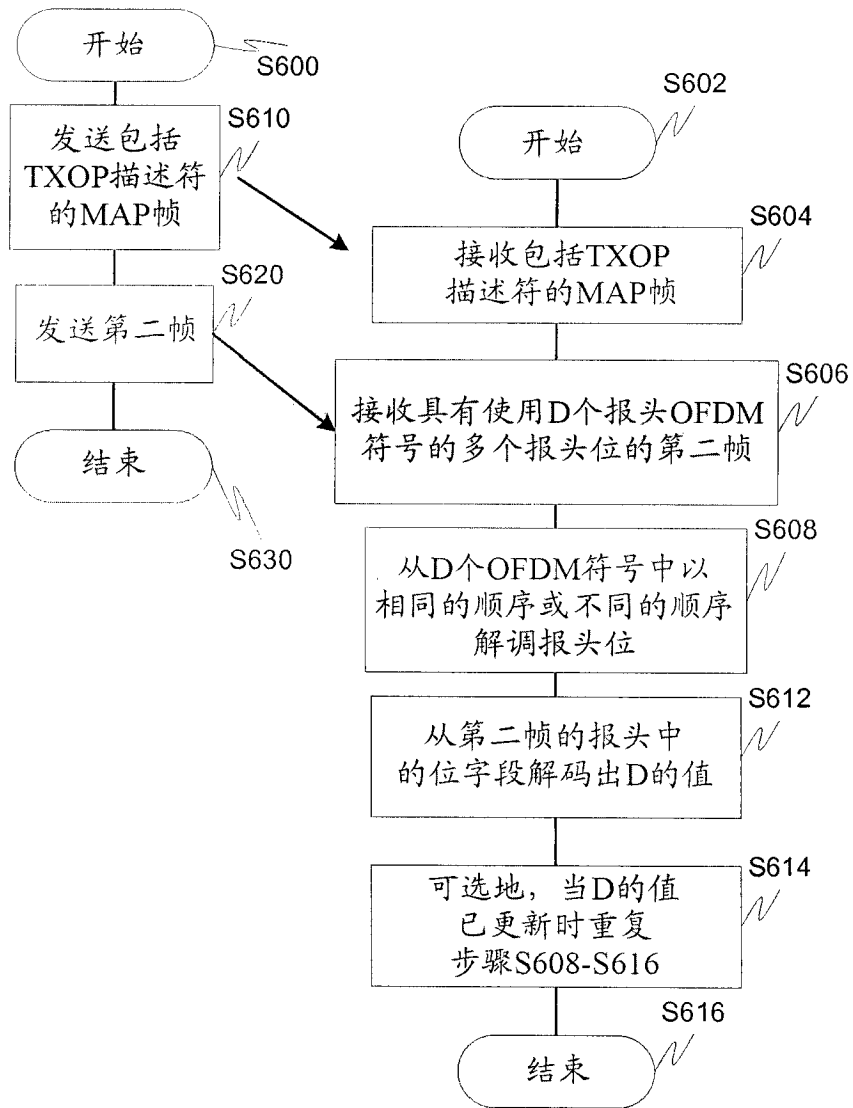 开始
S600
发送包括
TXOP描述符
的MAP帧
S610
发送第二帧
S620
结束
S630
开始
S602
接收包括TXOP
描述符的MAP帧
S604
接收具有使用D个报头OFDM
符号的多个报头位的第二帧
S606
从D个OFDM符号中以
相同的顺序或不同的顺序
解调报头位
S608
从第二帧的报头中
的位字段解码出D的值
S612
可选地，当D的值
已更新时重复
步骤S608-S616
S614
结束
S616